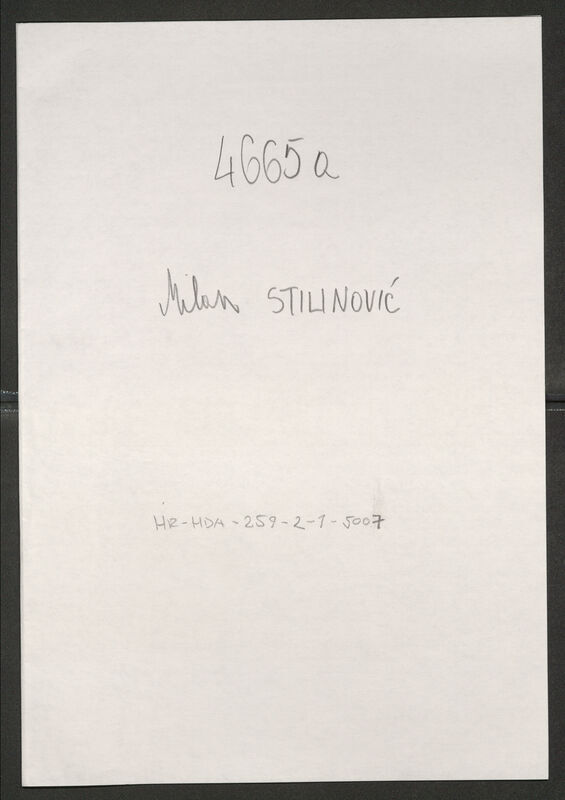 4665a
Milan STILINOVIĆ
HR-HDA-259-2-1-5007